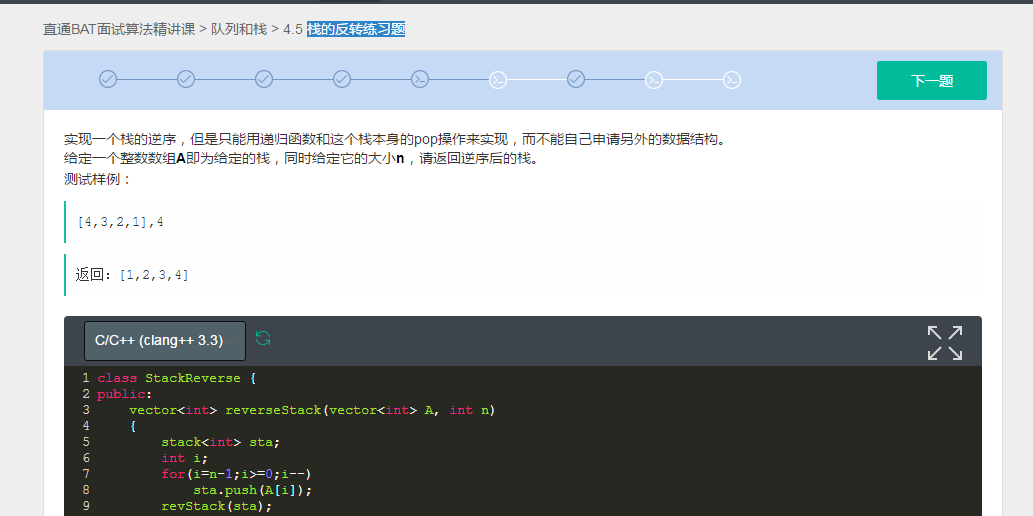 直通BAT面试算法精讲课 > 队列和栈 > 4.5 栈的反转练习题
下一题
实现一个栈的逆序，但是只能用递归函数和这个栈本身的pop操作来实现，而不能自己申请另外的数据结构。
给定一个整数数组A即为给定的栈，同时给定它的大小n，请返回逆序后的栈。
测试样例：
[4,3,2,1],4
返回：[1,2,3,4]
C/C++ (clang++ 3.3)
1 class StackReverse {
2 public:
3     vector<int> reverseStack(vector<int> A, int n)
4     {
5         stack<int> sta;
6         int i;
7         for(i=n-1;i>=0;i--)
8             sta.push(A[i]);
9         revStack(sta);